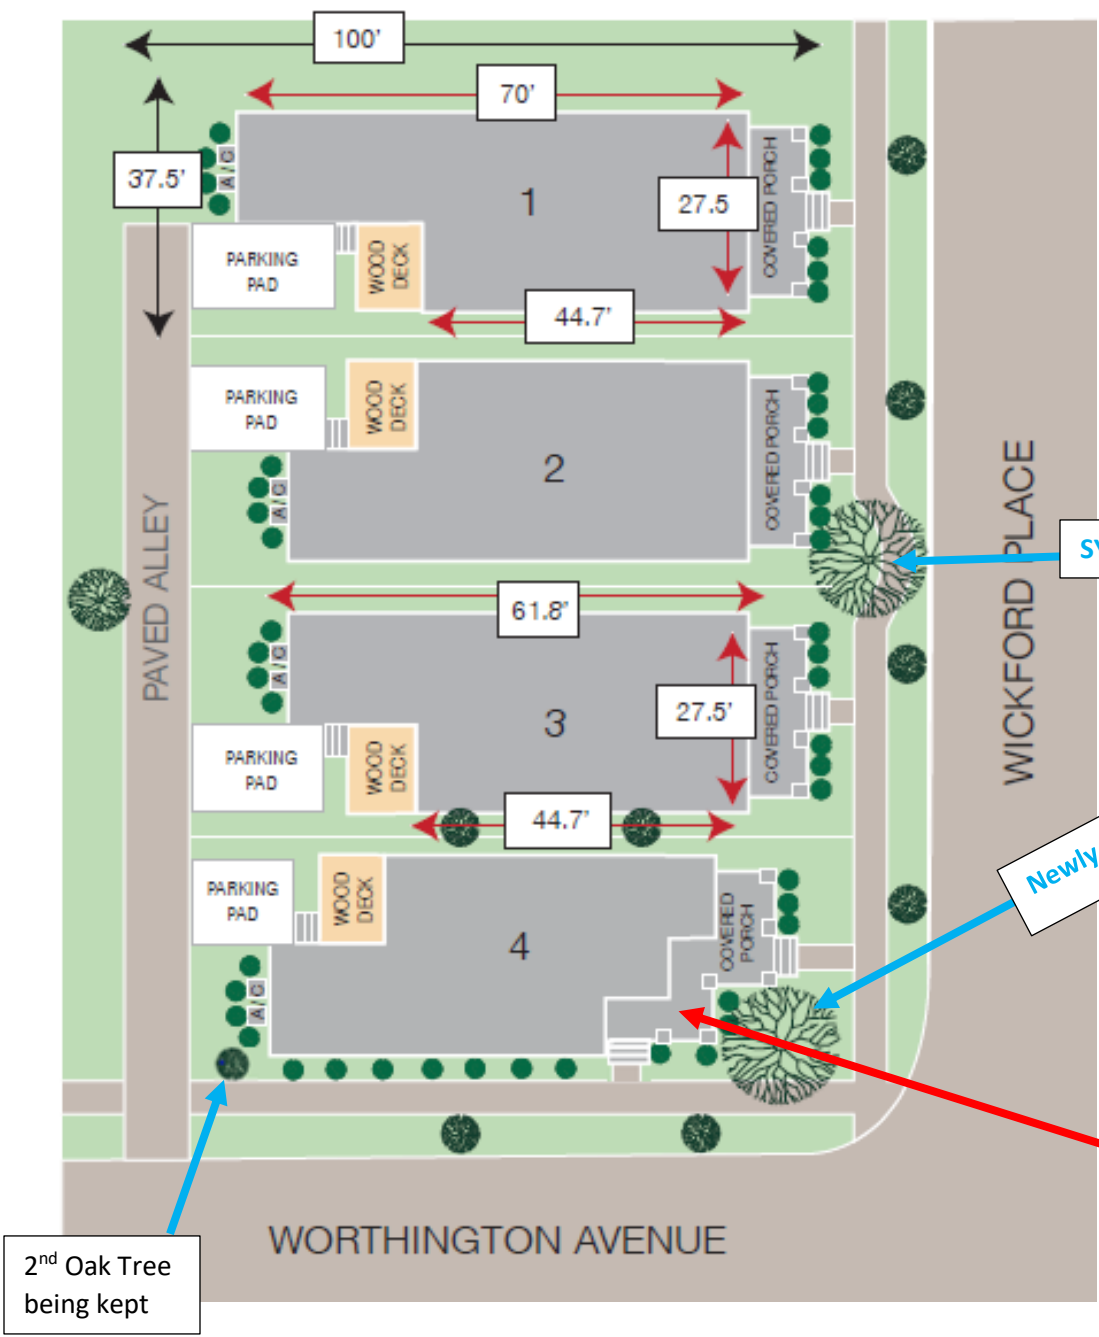 100'
70'
37.5'
A/C
1
27.5
COVERED PORCH
PARKING
PAD
WOOD
DECK
44.7'
PARKING
PAD
WOOD
DECK
2
COVERED PORCH
A/C
PAVED ALLEY
WICKFORD PLACE
61.8'
A/C
3
27.5'
COVERED PORCH
PARKING
PAD
WOOD
DECK
44.7'
Newly
PARKING
PAD
WOOD
DECK
4
COVERED
PORCH
A/C
WORTHINGTON AVENUE
2nd Oak Tree
being kept